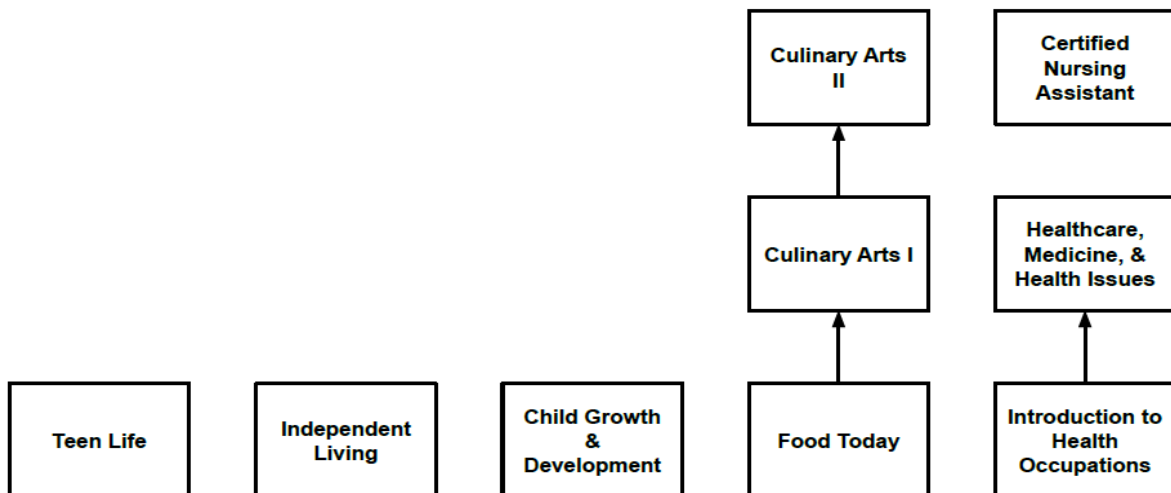 Culinary Arts
II
Certified
Nursing
Assistant
Culinary Arts I
Healthcare,
Medicine, &
Health Issues
Teen Life
Independent
Living
Child Growth
&
Development
Food Today
Introduction to
Health
Occupations